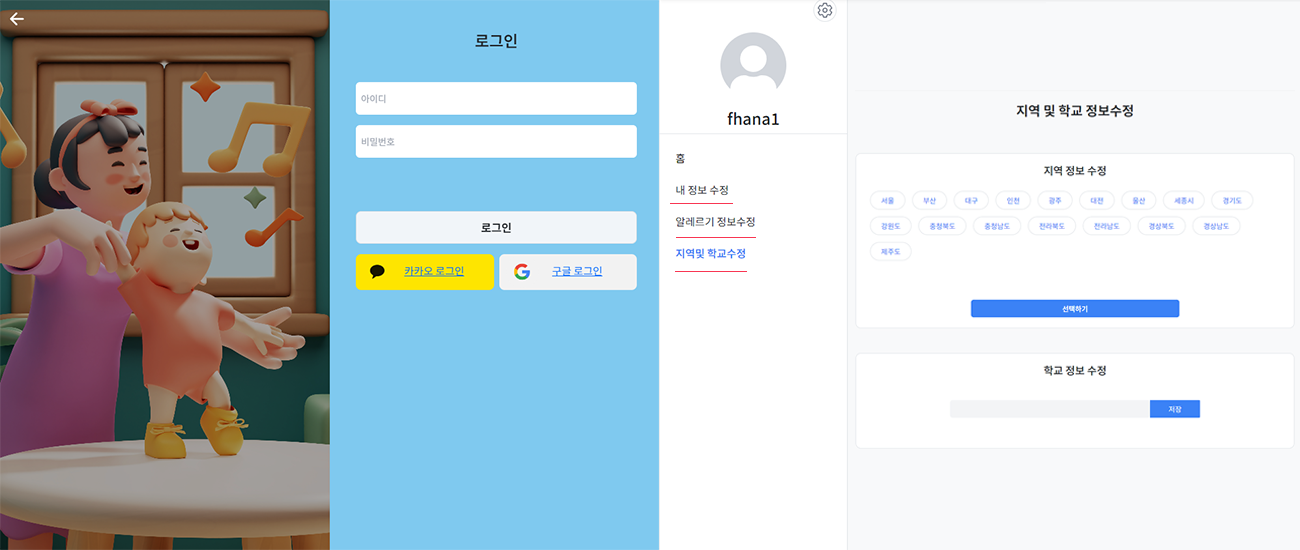 로그인
아이디
비밀번호
로그인
카카오 로그인
구글 로그인
fhana1
홈
내 정보 수정
알레르기 정보수정
지역및 학교수정
지역 및 학교 정보수정
지역 정보 수정
서울 부산 대구 인천 광주 대전 울산 세종시 경기도
강원도 충청북도 충청남도 전라북도 전라남도 경상북도 경상남도
제주도
선택하기
학교 정보 수정
저장